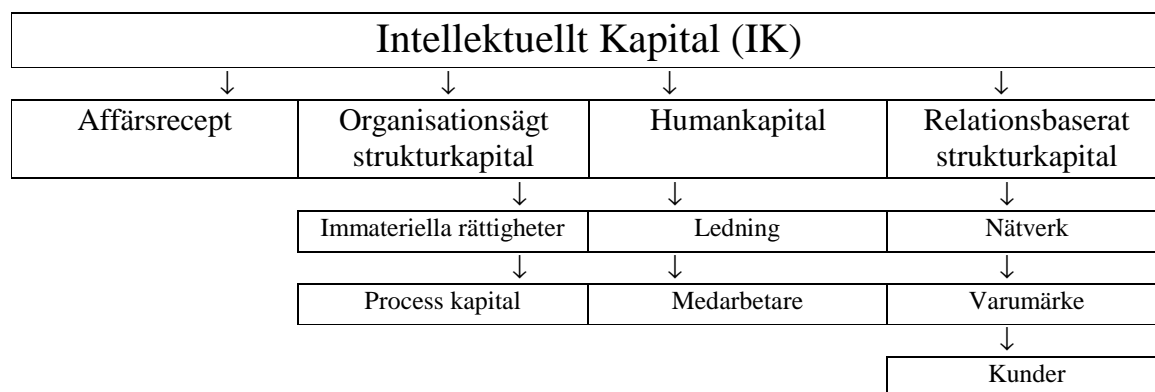 Intellektuellt Kapital (IK)
↓ ↓ ↓ ↓
Affärsrecept
Organisationsägt
strukturkapital
Humankapital
Relationsbaserat
strukturkapital
↓ ↓ ↓
Immateriella rättigheter
Ledning
Nätverk
↓ ↓ ↓
Process kapital
Medarbetare
Varumärke
↓
Kunder